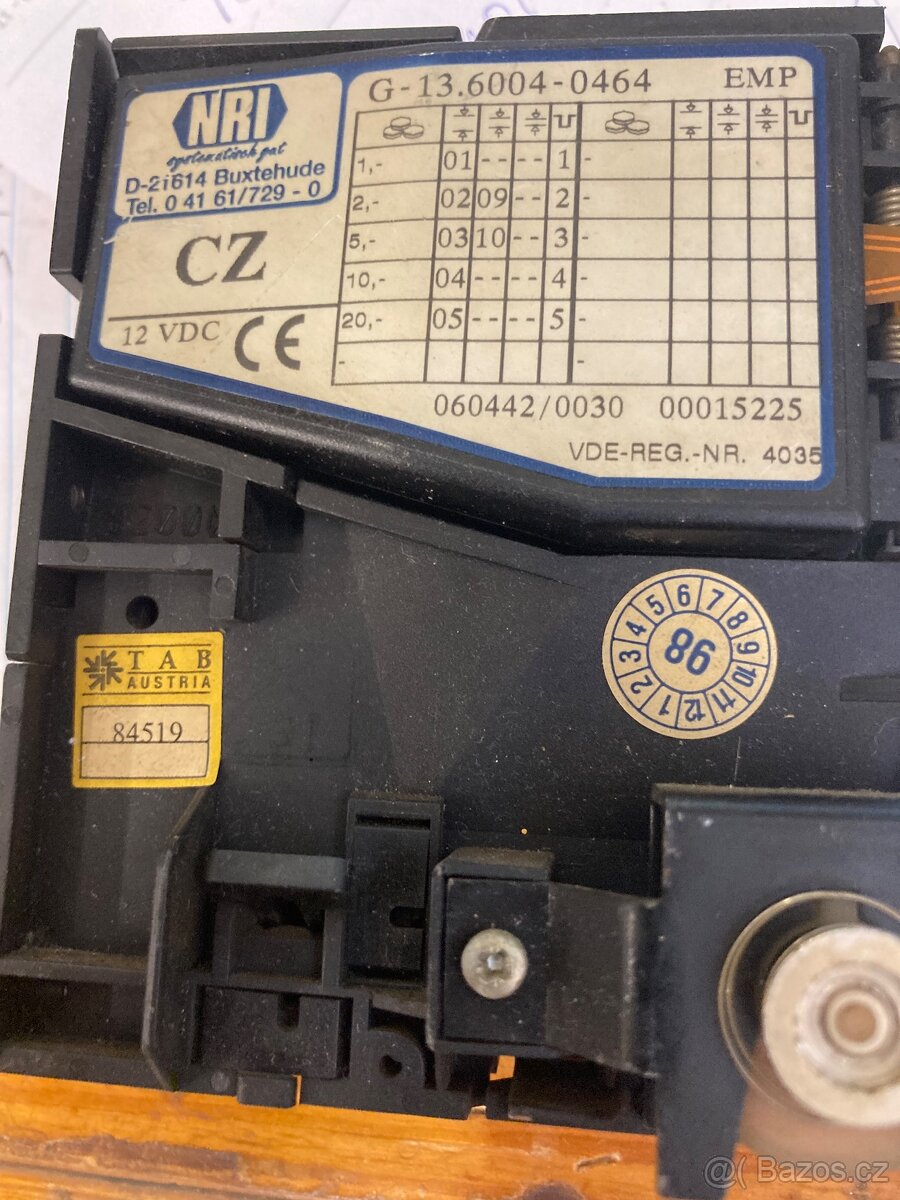 NRI
systematisch gut
D-21614 Buxtehude
Tel. 0 41 61/729 - 0
CZ
12 VDC CE
G-13.6004-0464 EMP
1,- 01 -- -- 1 -
2,- 02 09 -- 2 -
5,- 03 10 -- 3 -
10,- 04 -- -- 4 -
20,- 05 -- -- 5 -
- -
060442/0030 00015225
VDE-REG.-NR. 4035
TAB
AUSTRIA
84519
1 2 3 4 5 6 7 8 9 10 11 12
98
@( Bazos.cz